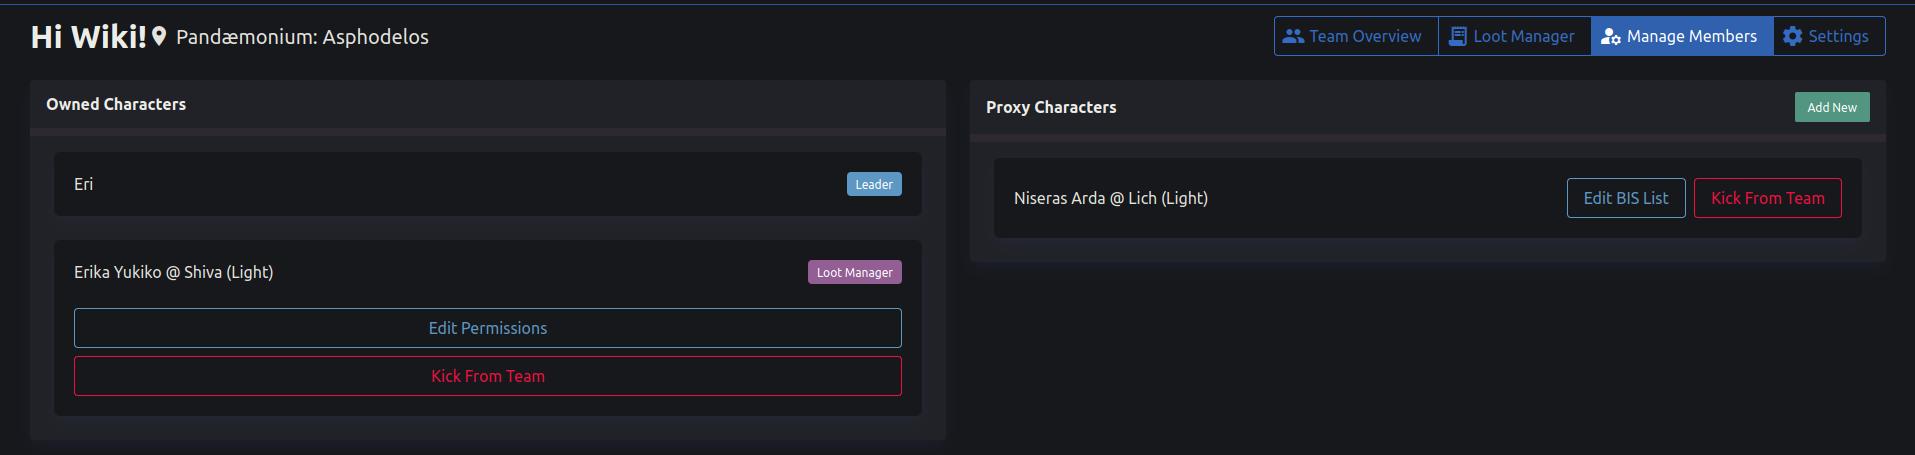 Hi Wiki! Pandæmonium: Asphodelos
Team Overview
Loot Manager
Manage Members
Settings
Owned Characters
Eri
Leader
Erika Yukiko @ Shiva (Light)
Loot Manager
Edit Permissions
Kick From Team
Proxy Characters
Add New
Niseras Arda @ Lich (Light)
Edit BIS List
Kick From Team